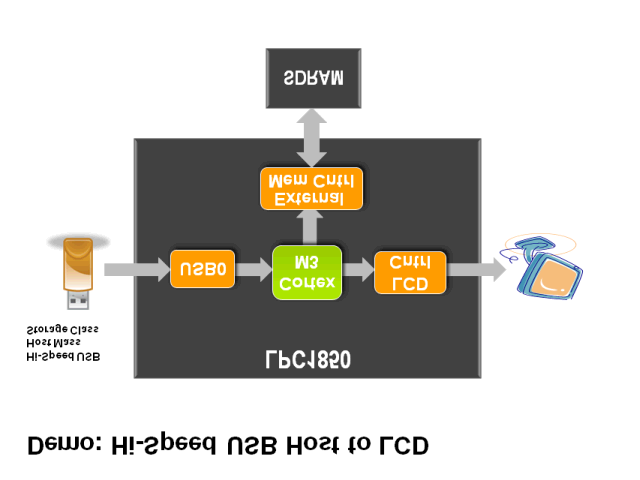 Demo: Hi-Speed USB Host to LCD
LPC1850
Hi-Speed USB
Host Mass
Storage Class
USB0
Cortex
M3
LCD
Cntrl
External
Mem Cntrl
SDRAM